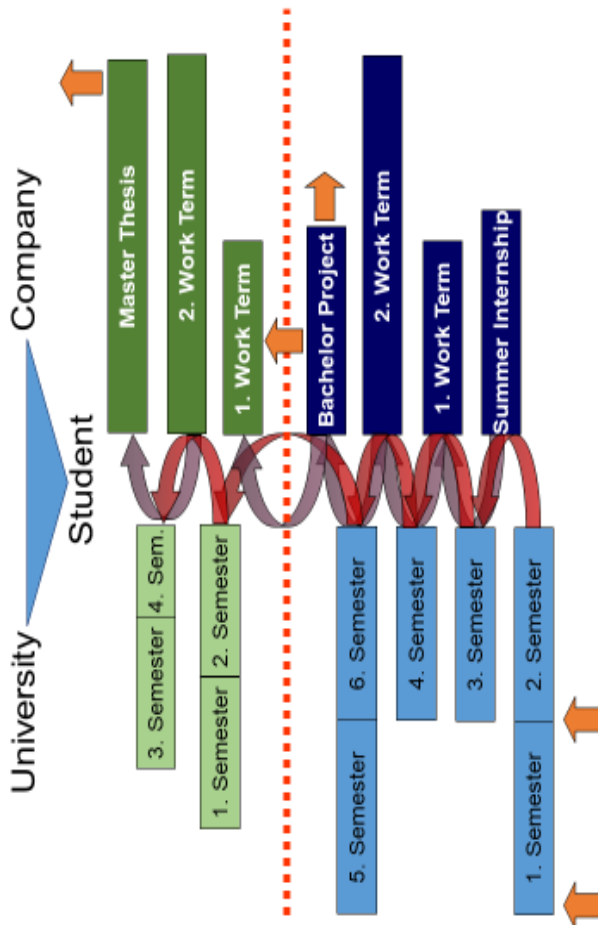 University
Student
Company
3. Semester
4. Sem.
Master Thesis
2. Work Term
1. Semester
2. Semester
1. Work Term
Bachelor Project
5. Semester
6. Semester
2. Work Term
4. Semester
1. Work Term
3. Semester
Summer Internship
1. Semester
2. Semester